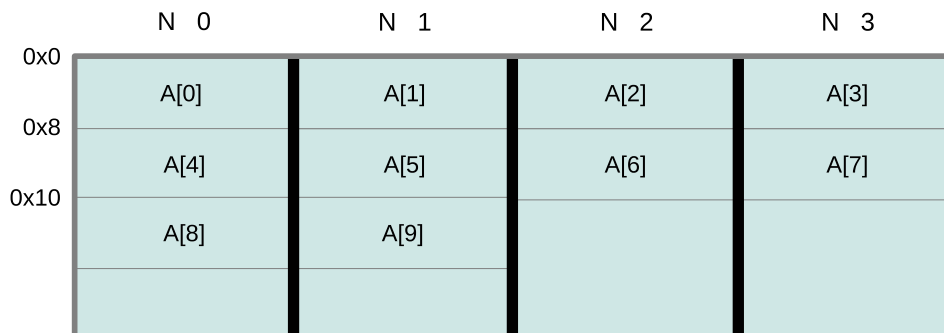 N 0 N 1 N 2 N 3
0x0
A[0] A[1] A[2] A[3]
0x8
A[4] A[5] A[6] A[7]
0x10
A[8] A[9]